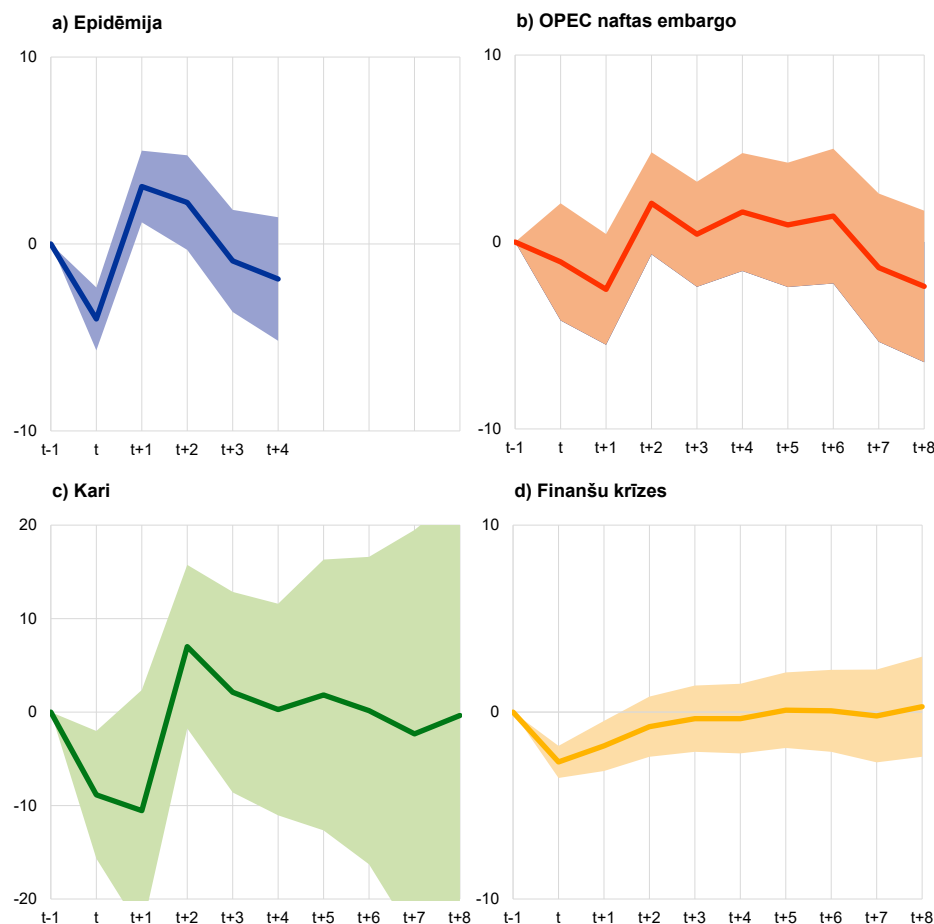 a) Epidēmija
10
0
-10
t-1 t t+1 t+2 t+3 t+4
b) OPEC naftas embargo
10
0
-10
t-1 t t+1 t+2 t+3 t+4 t+5 t+6 t+7 t+8
c) Kari
20
10
0
-10
-20
t-1 t t+1 t+2 t+3 t+4 t+5 t+6 t+7 t+8
d) Finanšu krīzes
10
0
-10
t-1 t t+1 t+2 t+3 t+4 t+5 t+6 t+7 t+8